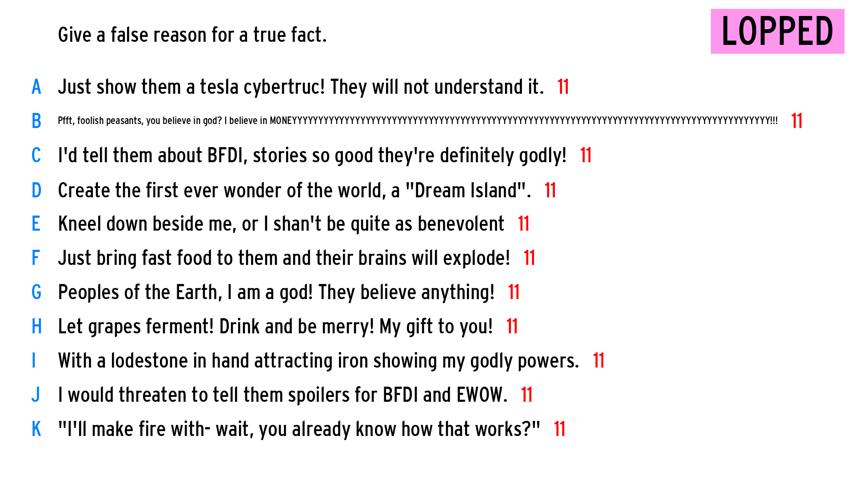 Give a false reason for a true fact.
LOPPED
A Just show them a tesla cybertruc! They will not understand it. 11
B Pfft, foolish peasants, you believe in god? I believe in MONEYYYYYYYYYYYYYYYYYYYYYYYYYYYYYYYYYYYYYYYYYYYYYYYYYYYYYYYYYYYYYYYYYYYYYYYYYYYYYYYYYYYYYYYYYYY!!! 11
C I'd tell them about BFDI, stories so good they're definitely godly! 11
D Create the first ever wonder of the world, a "Dream Island". 11
E Kneel down beside me, or I shan't be quite as benevolent 11
F Just bring fast food to them and their brains will explode! 11
G Peoples of the Earth, I am a god! They believe anything! 11
H Let grapes ferment! Drink and be merry! My gift to you! 11
I With a lodestone in hand attracting iron showing my godly powers. 11
J I would threaten to tell them spoilers for BFDI and EWOW. 11
K "I'll make fire with- wait, you already know how that works?" 11